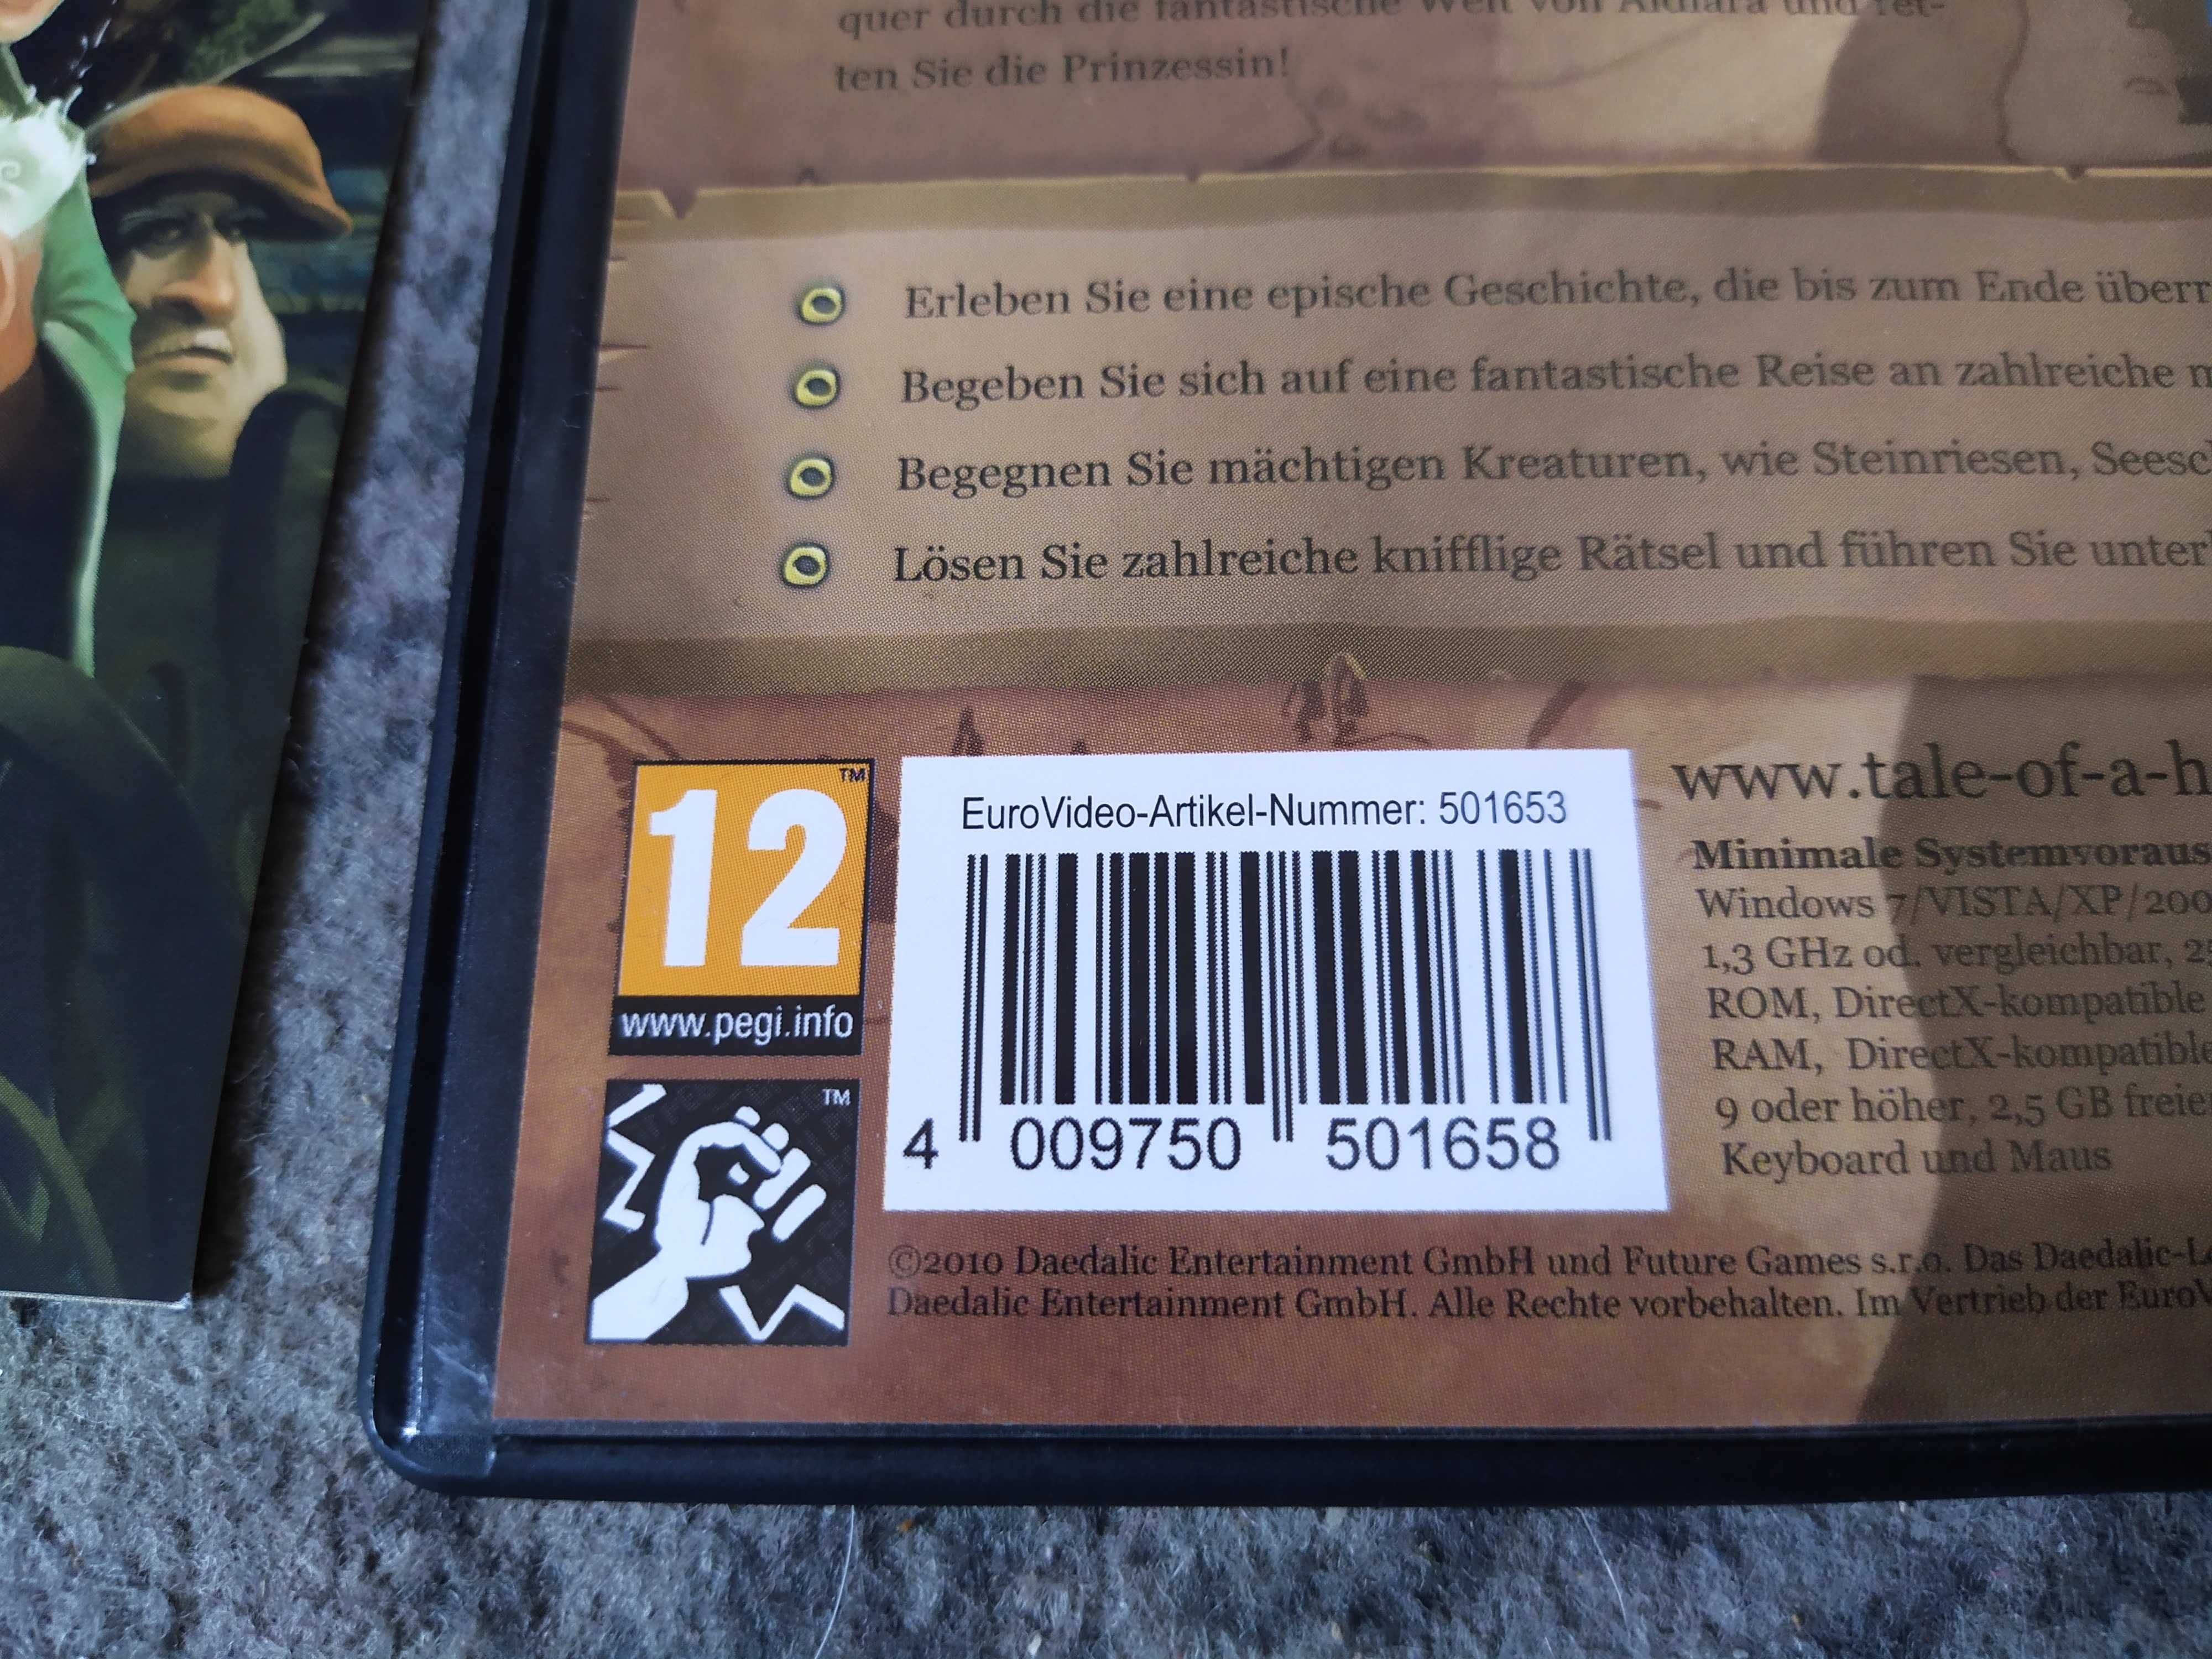 quer durch die fantastische Welt von
ten Sie die Prinzessin!
Erleben Sie eine epische Geschichte, die bis zum Ende überr
Begeben Sie sich auf eine fantastische Reise an zahlreiche m
Begegnen Sie mächtigen Kreaturen, wie Steinriesen, Seesc
Lösen Sie zahlreiche knifflige Rätsel und führen Sie unter
12
TM
www.pegi.info
TM
EuroVideo-Artikel-Nummer: 501653
4 009750 501658
www.tale-of-a-h
Minimale Systemvoraus
Windows 7/VISTA/XP/200
1,3 GHz od. vergleichbar, 2
ROM, DirectX-kompatible
RAM, DirectX-kompatible
9 oder höher, 2,5 GB freie
Keyboard und Maus
©2010 Daedalic Entertainment GmbH und Future Games s.r.o. Das Daedalic-L
Daedalic Entertainment GmbH. Alle Rechte vorbehalten. Im Vertrieb der EuroV